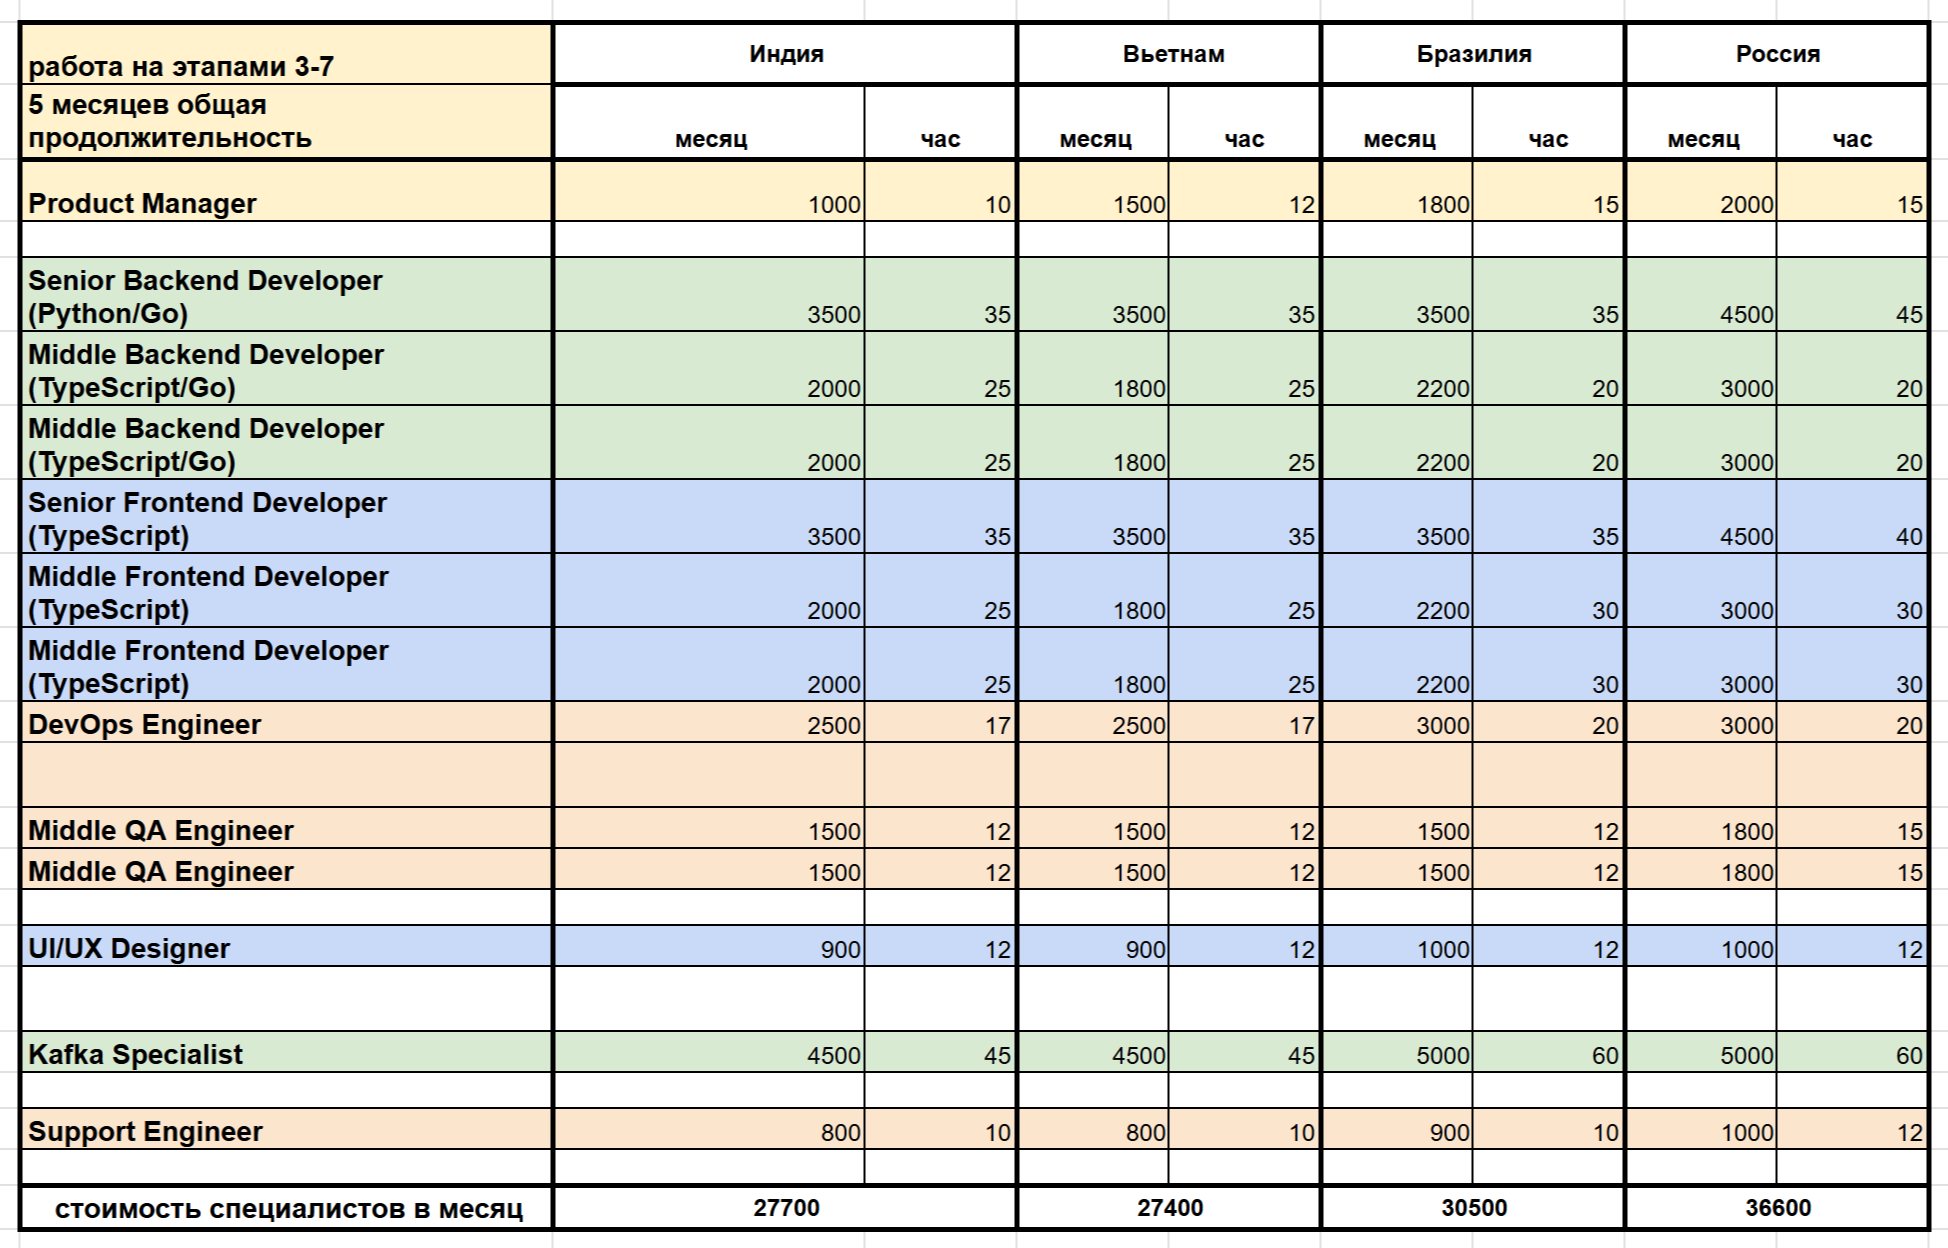 работа на этапами 3-7 Индия Вьетнам Бразилия Россия
5 месяцев общая
продолжительность месяц час месяц час месяц час месяц час
Product Manager 1000 10 1500 12 1800 15 2000 15
Senior Backend Developer
(Python/Go) 3500 35 3500 35 3500 35 4500 45
Middle Backend Developer
(TypeScript/Go) 2000 25 1800 25 2200 20 3000 20
Middle Backend Developer
(TypeScript/Go) 2000 25 1800 25 2200 20 3000 20
Senior Frontend Developer
(TypeScript) 3500 35 3500 35 3500 35 4500 40
Middle Frontend Developer
(TypeScript) 2000 25 1800 25 2200 30 3000 30
Middle Frontend Developer
(TypeScript) 2000 25 1800 25 2200 30 3000 30
DevOps Engineer 2500 17 2500 17 3000 20 3000 20
Middle QA Engineer 1500 12 1500 12 1500 12 1800 15
Middle QA Engineer 1500 12 1500 12 1500 12 1800 15
UI/UX Designer 900 12 900 12 1000 12 1000 12
Kafka Specialist 4500 45 4500 45 5000 60 5000 60
Support Engineer 800 10 800 10 900 10 1000 12
стоимость специалистов в месяц 27700 27400 30500 36600